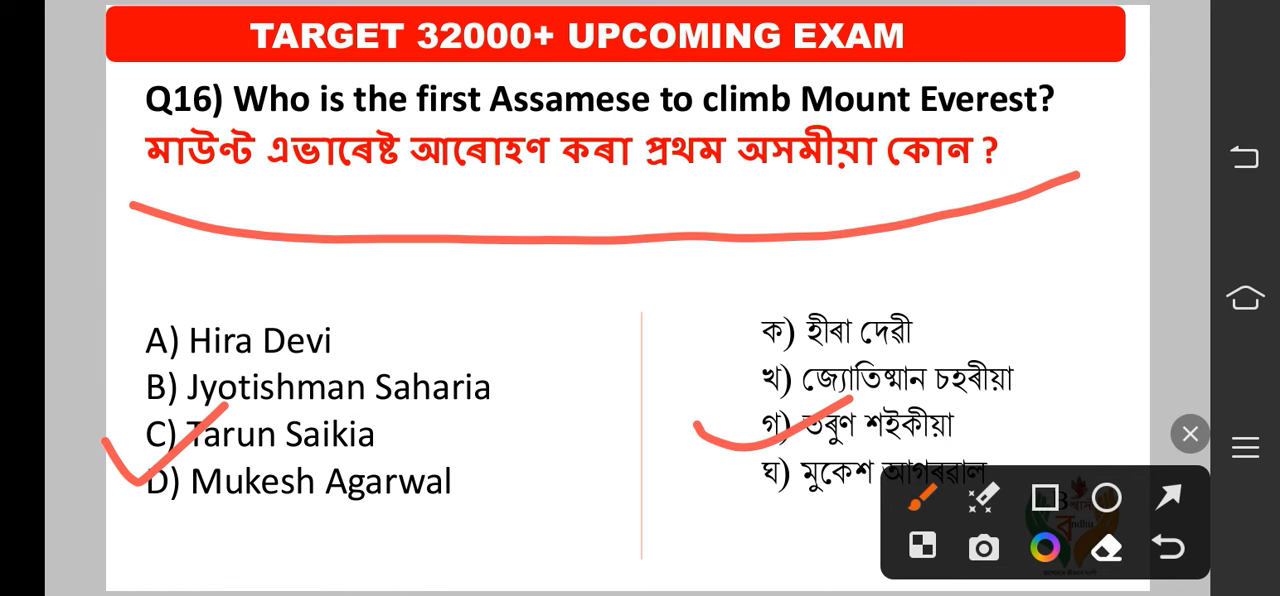 TARGET 32000+ UPCOMING EXAM
Q16) Who is the first Assamese to climb Mount Everest?
মাউন্ট এভাৰেষ্ট আৰোহণ কৰা প্ৰথম অসমীয়া কোন ?
A) Hira Devi
B) Jyotishman Saharia
C) Tarun Saikia
D) Mukesh Agarwal
ক) হীৰা দেৱী
খ) জ্যোতিষ্মান চহৰীয়া
গ) তৰুণ শইকীয়া
ঘ) মুকেশ আগৰৱাল